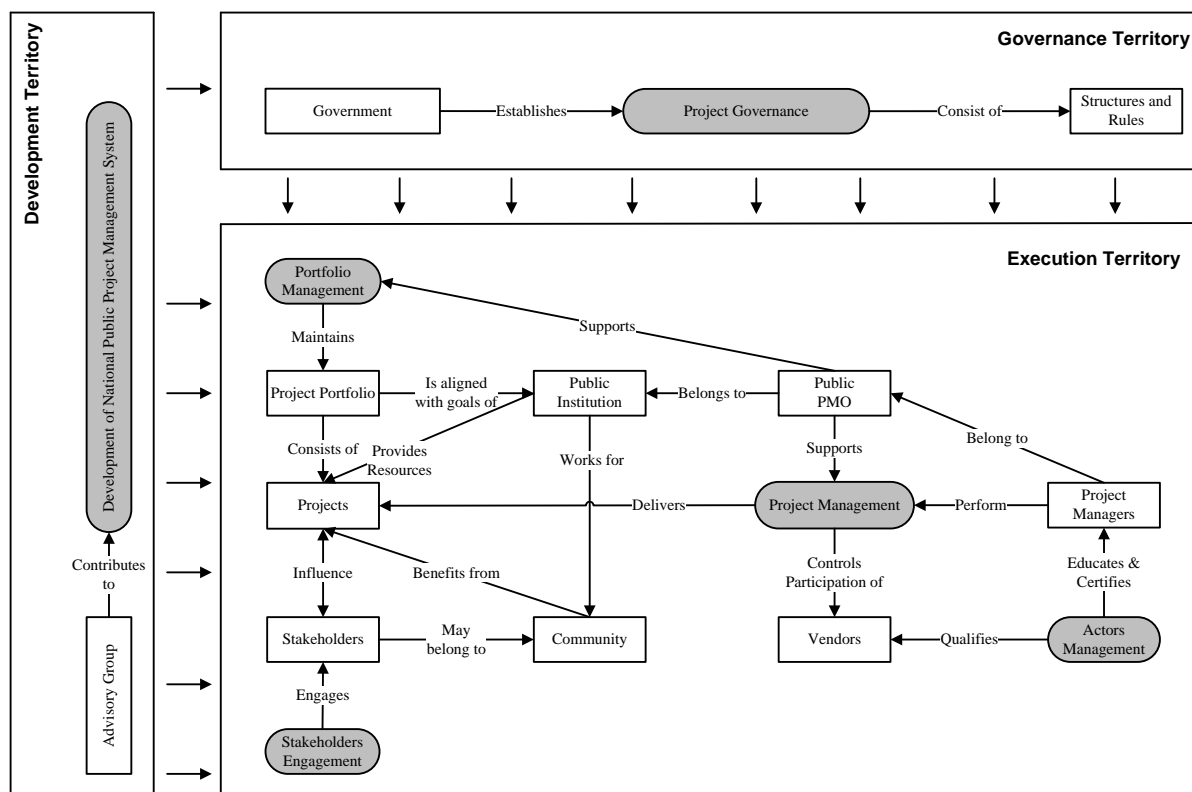 Development Territory
Development of National Public Project Management System
Contributes
to
Advisory Group
Governance Territory
Government
Establishes
Project Governance
Consist of
Structures and
Rules
Execution Territory
Portfolio
Management
Supports
Maintains
Project Portfolio
Is aligned
with goals of
Public
Institution
Belongs to
Public
PMO
Belong to
Consists of
Provides
Resources
Works for
Supports
Projects
Delivers
Project Management
Perform
Project
Managers
Influence
Benefits from
Controls
Participation of
Educates &
Certifies
Stakeholders
May
belong to
Community
Vendors
Qualifies
Actors
Management
Engages
Stakeholders
Engagement